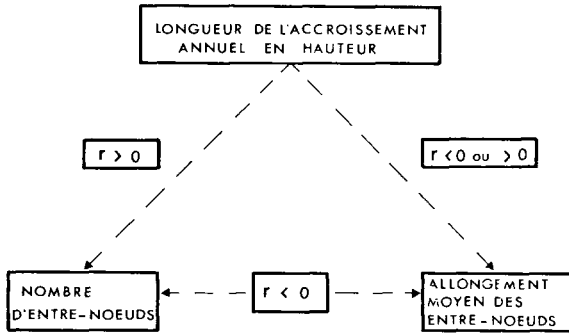 LONGUEUR DE L'ACCROISSEMENT
ANNUEL EN HAUTEUR
r > 0
r < 0 ou > 0
NOMBRE
D'ENTRE-NOEUDS
r < 0
ALLONGEMENT
MOYEN DES
ENTRE-NOEUDS